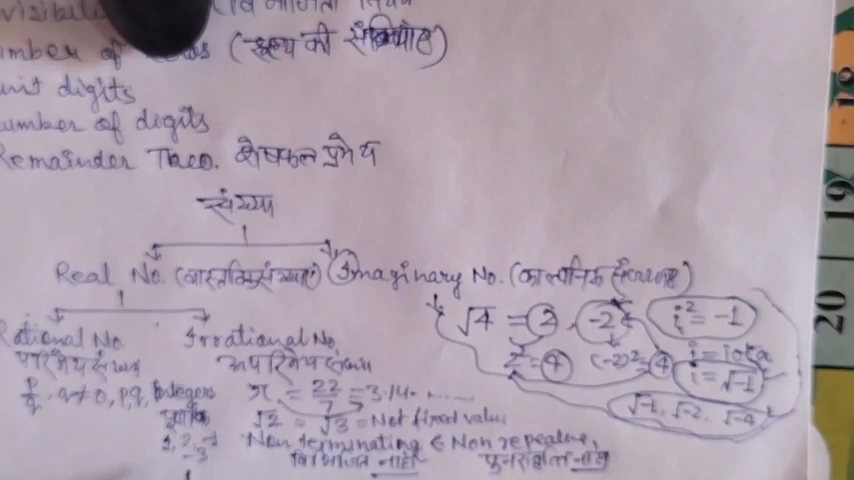 umber of (शून्य की
unit digits
umber of digits
Remainder Theo. शेषफल प्रमेय
संख्या
Real No. (वास्तविक संख्याएं) Imaginary No. (काल्पनिक संख्याएं)
√4 = 2, -2 i² = -1
2² = 4 (-2)² = 4 i = iota
i = √-1
√-1, √-2, √-4
Rational No. Irrational No.
परिमेय संख्या अपरिमेय संख्या
p/q, q ≠ 0, p, q, Integers π = 22/7 = 3.14.......
√2 = √3 = Not fixed value
1, 2, -1 Non terminating & Non repeative,
-3 विभाजित नाही पुनरावर्तित नाही